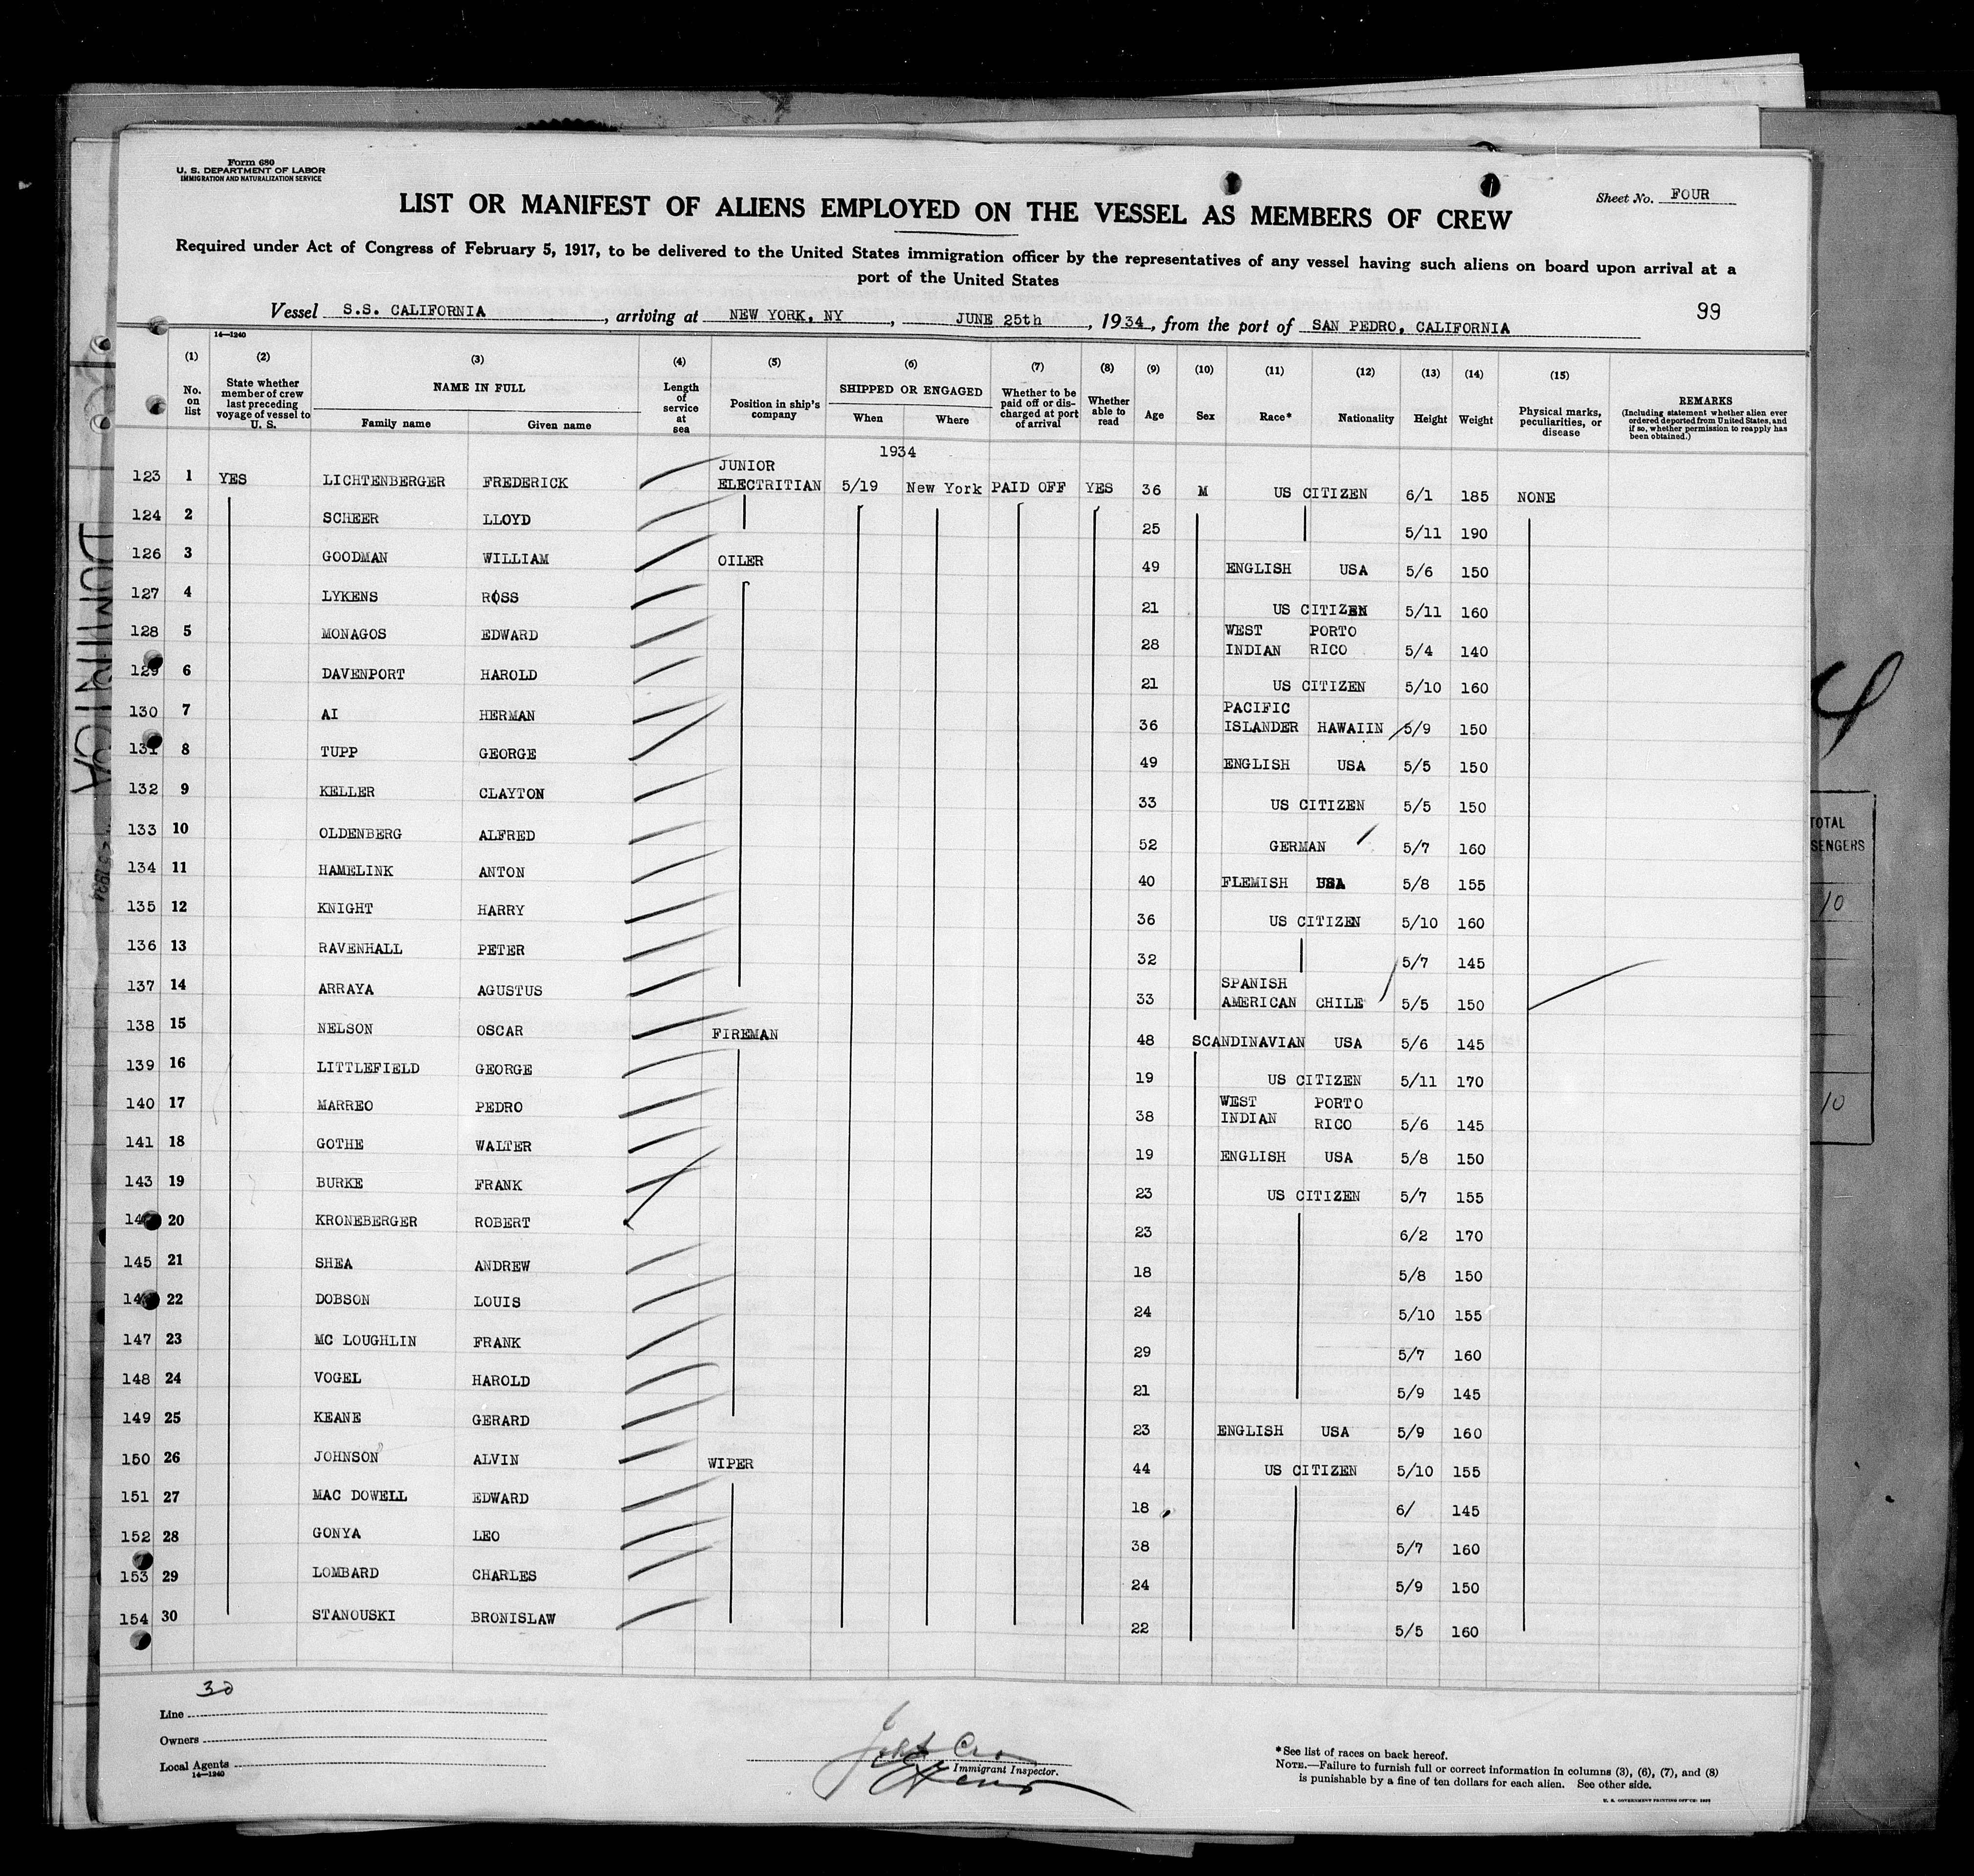 Form 680
U. S. DEPARTMENT OF LABOR
IMMIGRATION AND NATURALIZATION SERVICE
Sheet No. FOUR
LIST OR MANIFEST OF ALIENS EMPLOYED ON THE VESSEL AS MEMBERS OF CREW
Required under Act of Congress of February 5, 1917, to be delivered to the United States immigration officer by the representatives of any vessel having such aliens on board upon arrival at a
port of the United States
Vessel S.S. CALIFORNIA, arriving at NEW YORK, NY, JUNE 25th, 1934, from the port of SAN PEDRO, CALIFORNIA
99
14—1240
(1) (2) (3) (4) (5) (6) (7) (8) (9) (10) (11) (12) (13) (14) (15)
No. on list
State whether member of crew last preceding voyage of vessel to U. S.
NAME IN FULL
Family name Given name
Length of service at sea
Position in ship's company
SHIPPED OR ENGAGED
When Where
Whether to be paid off or discharged at port of arrival
Whether able to read
Age Sex Race* Nationality Height Weight
Physical marks, peculiarities, or disease
REMARKS
(Including statement whether alien ever ordered deported from United States, and if so, whether permission to reapply has been obtained.)
1934
123 1 YES LICHTENBERGER FREDERICK JUNIOR ELECTRITIAN 5/19 New York PAID OFF YES 36 M US CITIZEN 6/1 185 NONE
124 2 SCHEER LLOYD 25 5/11 190
126 3 GOODMAN WILLIAM OILER 49 ENGLISH USA 5/6 150
127 4 LYKENS ROSS 21 US CITIZEN 5/11 160
128 5 MONAGOS EDWARD 28 WEST INDIAN PORTO RICO 5/4 140
129 6 DAVENPORT HAROLD 21 US CITIZEN 5/10 160
130 7 AI HERMAN 36 PACIFIC ISLANDER HAWAIIN 5/9 150
131 8 TUPP GEORGE 49 ENGLISH USA 5/5 150
132 9 KELLER CLAYTON 33 US CITIZEN 5/5 150
133 10 OLDENBERG ALFRED 52 GERMAN 5/7 160
134 11 HAMELINK ANTON 40 FLEMISH USA 5/8 155
135 12 KNIGHT HARRY 36 US CITIZEN 5/10 160
136 13 RAVENHALL PETER 32 5/7 145
137 14 ARRAYA AGUSTUS 33 SPANISH AMERICAN CHILE 5/5 150
138 15 NELSON OSCAR FIREMAN 48 SCANDINAVIAN USA 5/6 145
139 16 LITTLEFIELD GEORGE 19 US CITIZEN 5/11 170
140 17 MARREO PEDRO 38 WEST INDIAN PORTO RICO 5/6 145
141 18 GOTHE WALTER 19 ENGLISH USA 5/8 150
143 19 BURKE FRANK 23 US CITIZEN 5/7 155
20 KRONEBERGER ROBERT 23 6/2 170
145 21 SHEA ANDREW 18 5/8 150
22 DOBSON LOUIS 24 5/10 155
147 23 MC LOUGHLIN FRANK 29 5/7 160
148 24 VOGEL HAROLD 21 5/9 145
149 25 KEANE GERARD 23 ENGLISH USA 5/9 160
150 26 JOHNSON ALVIN WIPER 44 US CITIZEN 5/10 155
151 27 MAC DOWELL EDWARD 18 6/ 145
152 28 GONYA LEO 38 5/7 160
153 29 LOMBARD CHARLES 24 5/9 150
154 30 STANOUSKI BRONISLAW 22 5/5 160
30
Line
Owners
Local Agents
14—1240
Immigrant Inspector.
*See list of races on back hereof.
NOTE.—Failure to furnish full or correct information in columns (3), (6), (7), and (8)
is punishable by a fine of ten dollars for each alien. See other side.
DOMINICA
4
TOTAL
SENGERS
10
10